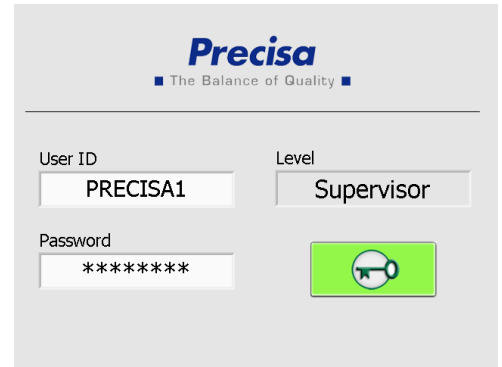 Precisa
The Balance of Quality
User ID
PRECISA1
Level
Supervisor
Password
********